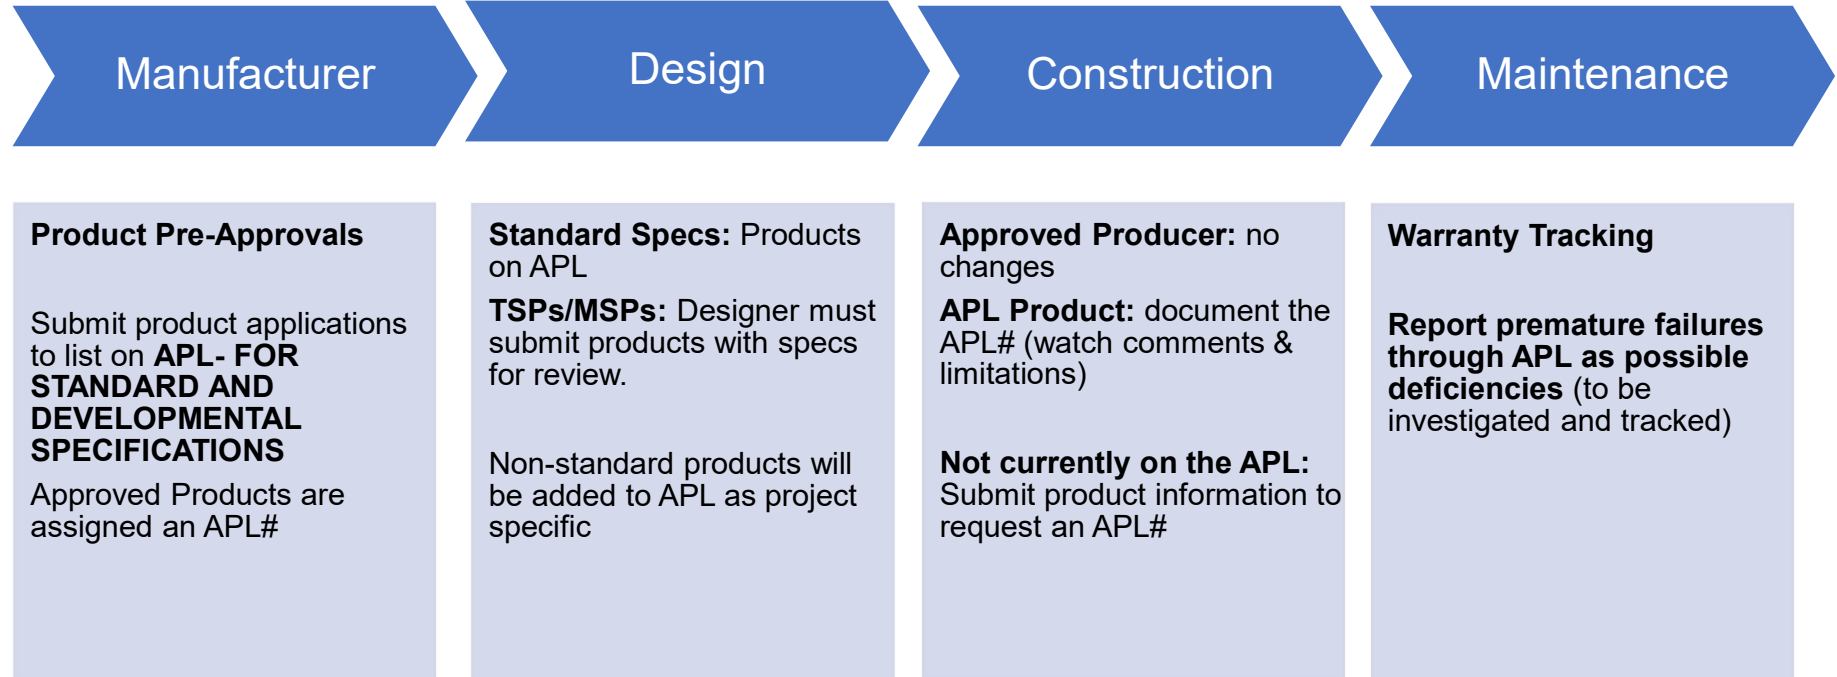 Manufacturer
Design
Construction
Maintenance
Product Pre-Approvals
Submit product applications
to list on APL- FOR
STANDARD AND
DEVELOPMENTAL
SPECIFICATIONS
Approved Products are
assigned an APL#
Standard Specs: Products
on APL
TSPs/MSPs: Designer must
submit products with specs
for review.
Non-standard products will
be added to APL as project
specific
Approved Producer: no
changes
APL Product: document the
APL# (watch comments &
limitations)
Not currently on the APL:
Submit product information to
request an APL#
Warranty Tracking
Report premature failures
through APL as possible
deficiencies (to be
investigated and tracked)